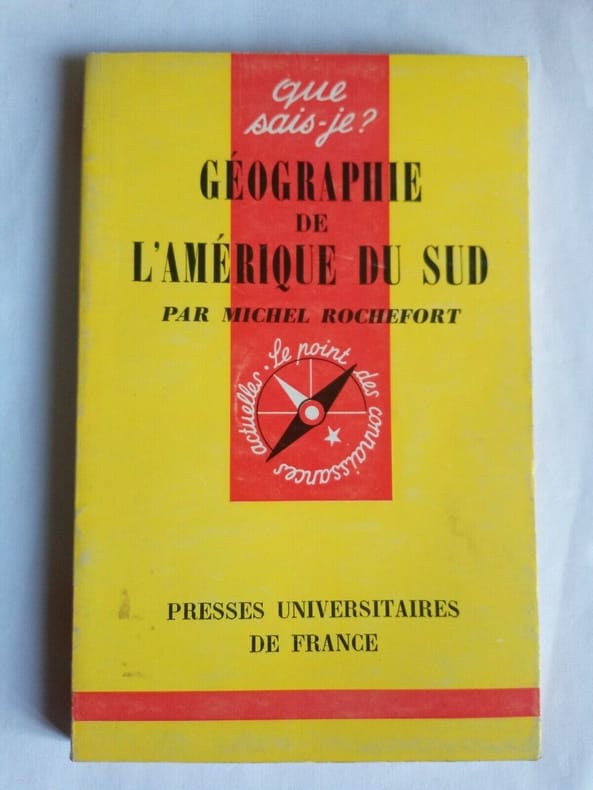 que
sais-je?
GÉOGRAPHIE
DE
L'AMÉRIQUE DU SUD
PAR MICHEL ROCHEFORT
Le point des connaissances actuelles.
PRESSES UNIVERSITAIRES
DE FRANCE